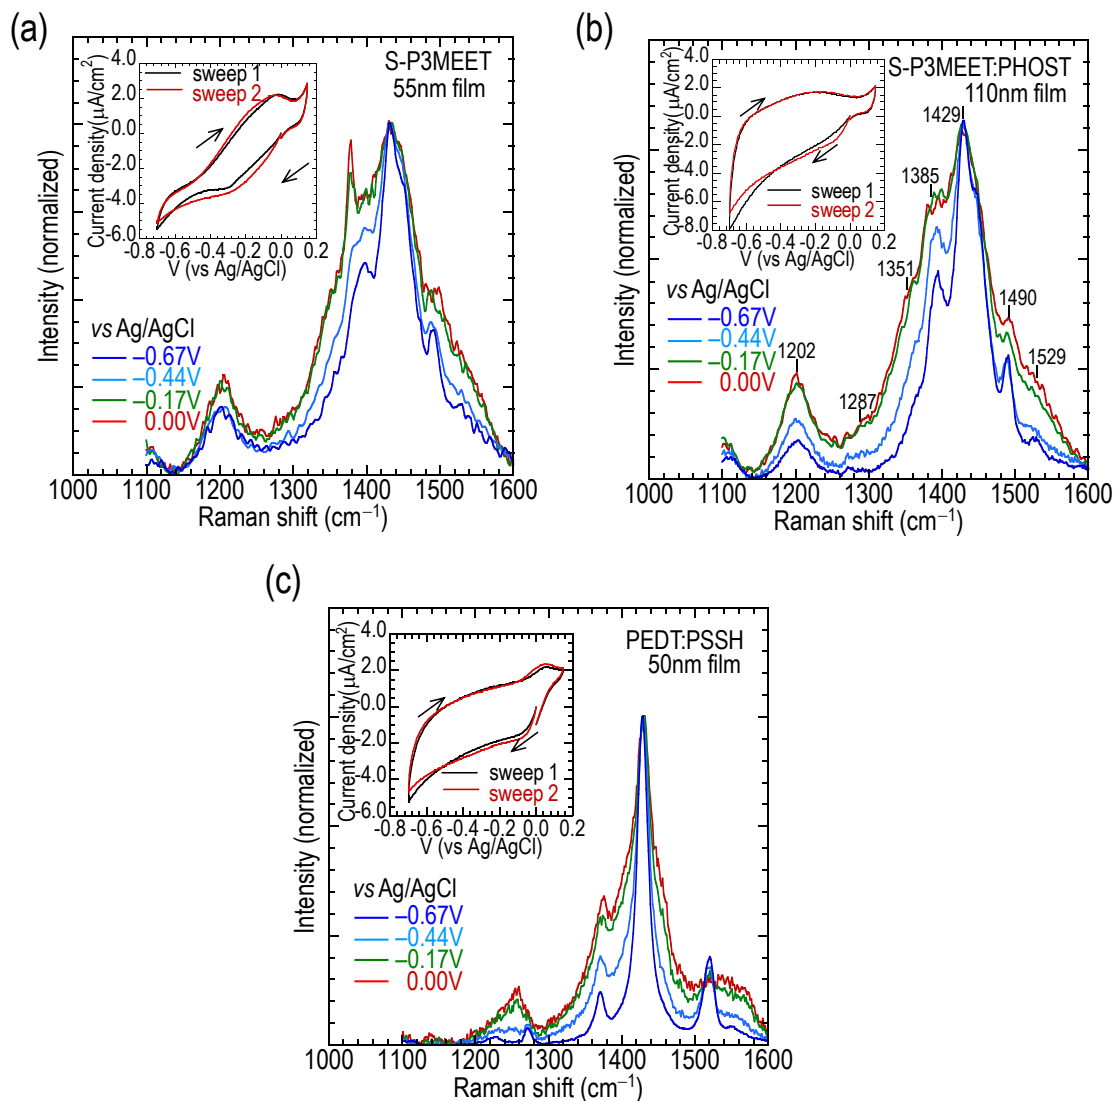 (a)
Intensity (normalized)
S-P3MEET
55nm film
Current density(μA/cm²)
4.0
2.0
0.0
-2.0
-4.0
-6.0
sweep 1
sweep 2
-0.8 -0.6 -0.4 -0.2 0.0 0.2
V (vs Ag/AgCl)
vs Ag/AgCl
−0.67V
−0.44V
−0.17V
0.00V
1000 1100 1200 1300 1400 1500 1600
Raman shift (cm⁻¹)
(b)
Intensity (normalized)
S-P3MEET:PHOST
110nm film
Current density(μA/cm²)
4.0
2.0
0.0
-2.0
-4.0
-6.0
-8.0
sweep 1
sweep 2
-0.8 -0.6 -0.4 -0.2 0.0 0.2
V (vs Ag/AgCl)
1429
1385
1351
1490
1529
1202
1287
vs Ag/AgCl
−0.67V
−0.44V
−0.17V
0.00V
1000 1100 1200 1300 1400 1500 1600
Raman shift (cm⁻¹)
(c)
Intensity (normalized)
PEDT:PSSH
50nm film
Current density(μA/cm²)
4.0
2.0
0.0
-2.0
-4.0
-6.0
sweep 1
sweep 2
-0.8 -0.6 -0.4 -0.2 0.0 0.2
V (vs Ag/AgCl)
vs Ag/AgCl
−0.67V
−0.44V
−0.17V
0.00V
1000 1100 1200 1300 1400 1500 1600
Raman shift (cm⁻¹)